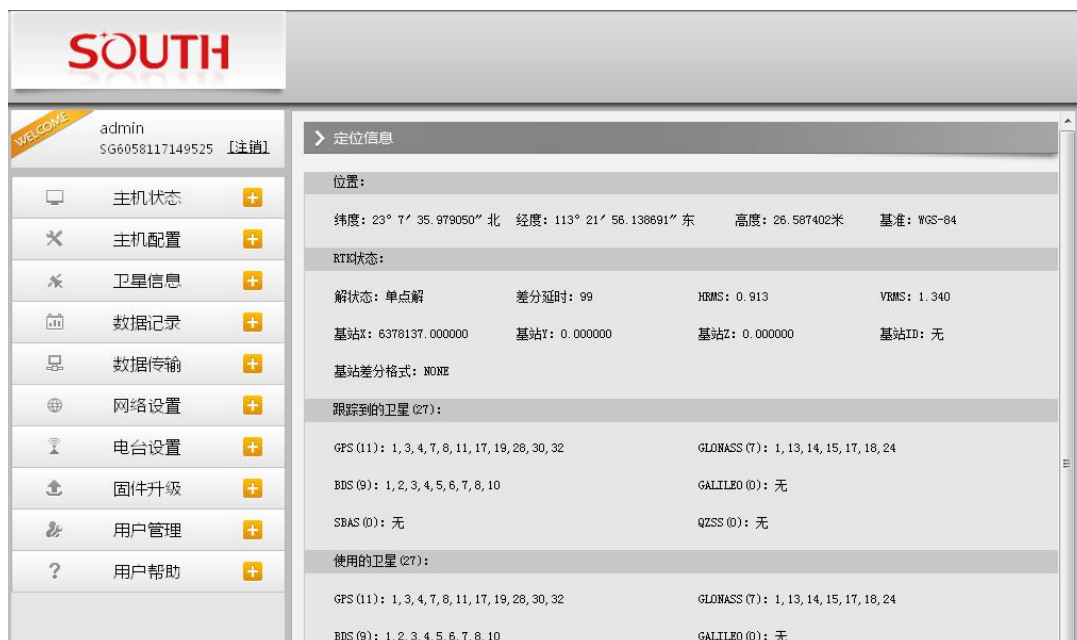 SOUTH
WELCOME
admin
SG6058117149525 [注销]
主机状态
主机配置
卫星信息
数据记录
数据传输
网络设置
电台设置
固件升级
用户管理
用户帮助
定位信息
位置：
纬度：23° 7′ 35.979050″ 北 经度：113° 21′ 56.138691″ 东 高度：26.587402米 基准：WGS-84
RTK状态：
解状态：单点解 差分延时：99 HRMS：0.913 VRMS：1.340
基站X：6378137.000000 基站Y：0.000000 基站Z：0.000000 基站ID：无
基站差分格式：NONE
跟踪到的卫星(27)：
GPS(11)：1,3,4,7,8,11,17,19,28,30,32 GLONASS(7)：1,13,14,15,17,18,24
BDS(9)：1,2,3,4,5,6,7,8,10 GALILEO(0)：无
SBAS(0)：无 QZSS(0)：无
使用的卫星(27)：
GPS(11)：1,3,4,7,8,11,17,19,28,30,32 GLONASS(7)：1,13,14,15,17,18,24
BDS(9)：1,2,3,4,5,6,7,8,10 GALILEO(0)：无